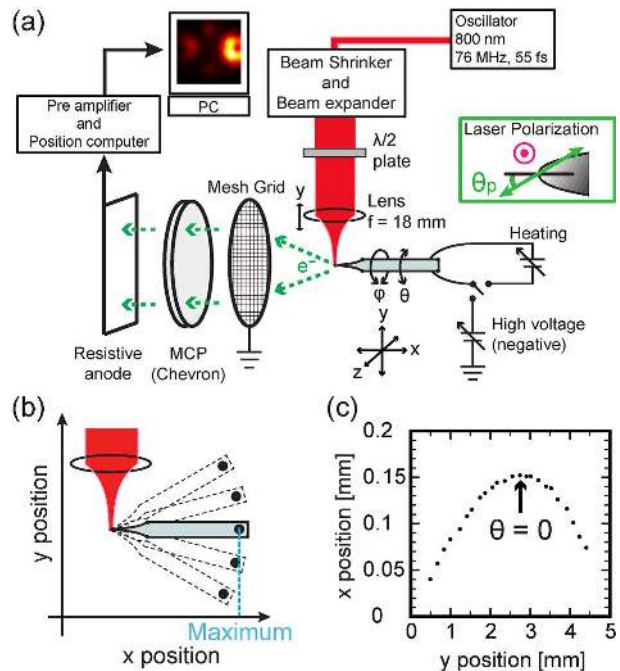 (a)
Oscillator
800 nm
76 MHz, 55 fs
Beam Shrinker
and
Beam expander
PC
Pre amplifier
and
Position computer
λ/2
plate
Laser Polarization
θp
Mesh Grid
y
Lens
f = 18 mm
Heating
e-
φ
θ
y
x
z
High voltage
(negative)
Resistive
anode
MCP
(Chevron)
(b)
y position
Maximum
x position
(c)
x position [mm]
0.2
0.15
0.1
0.05
0
θ = 0
0
1
2
3
4
5
y position [mm]